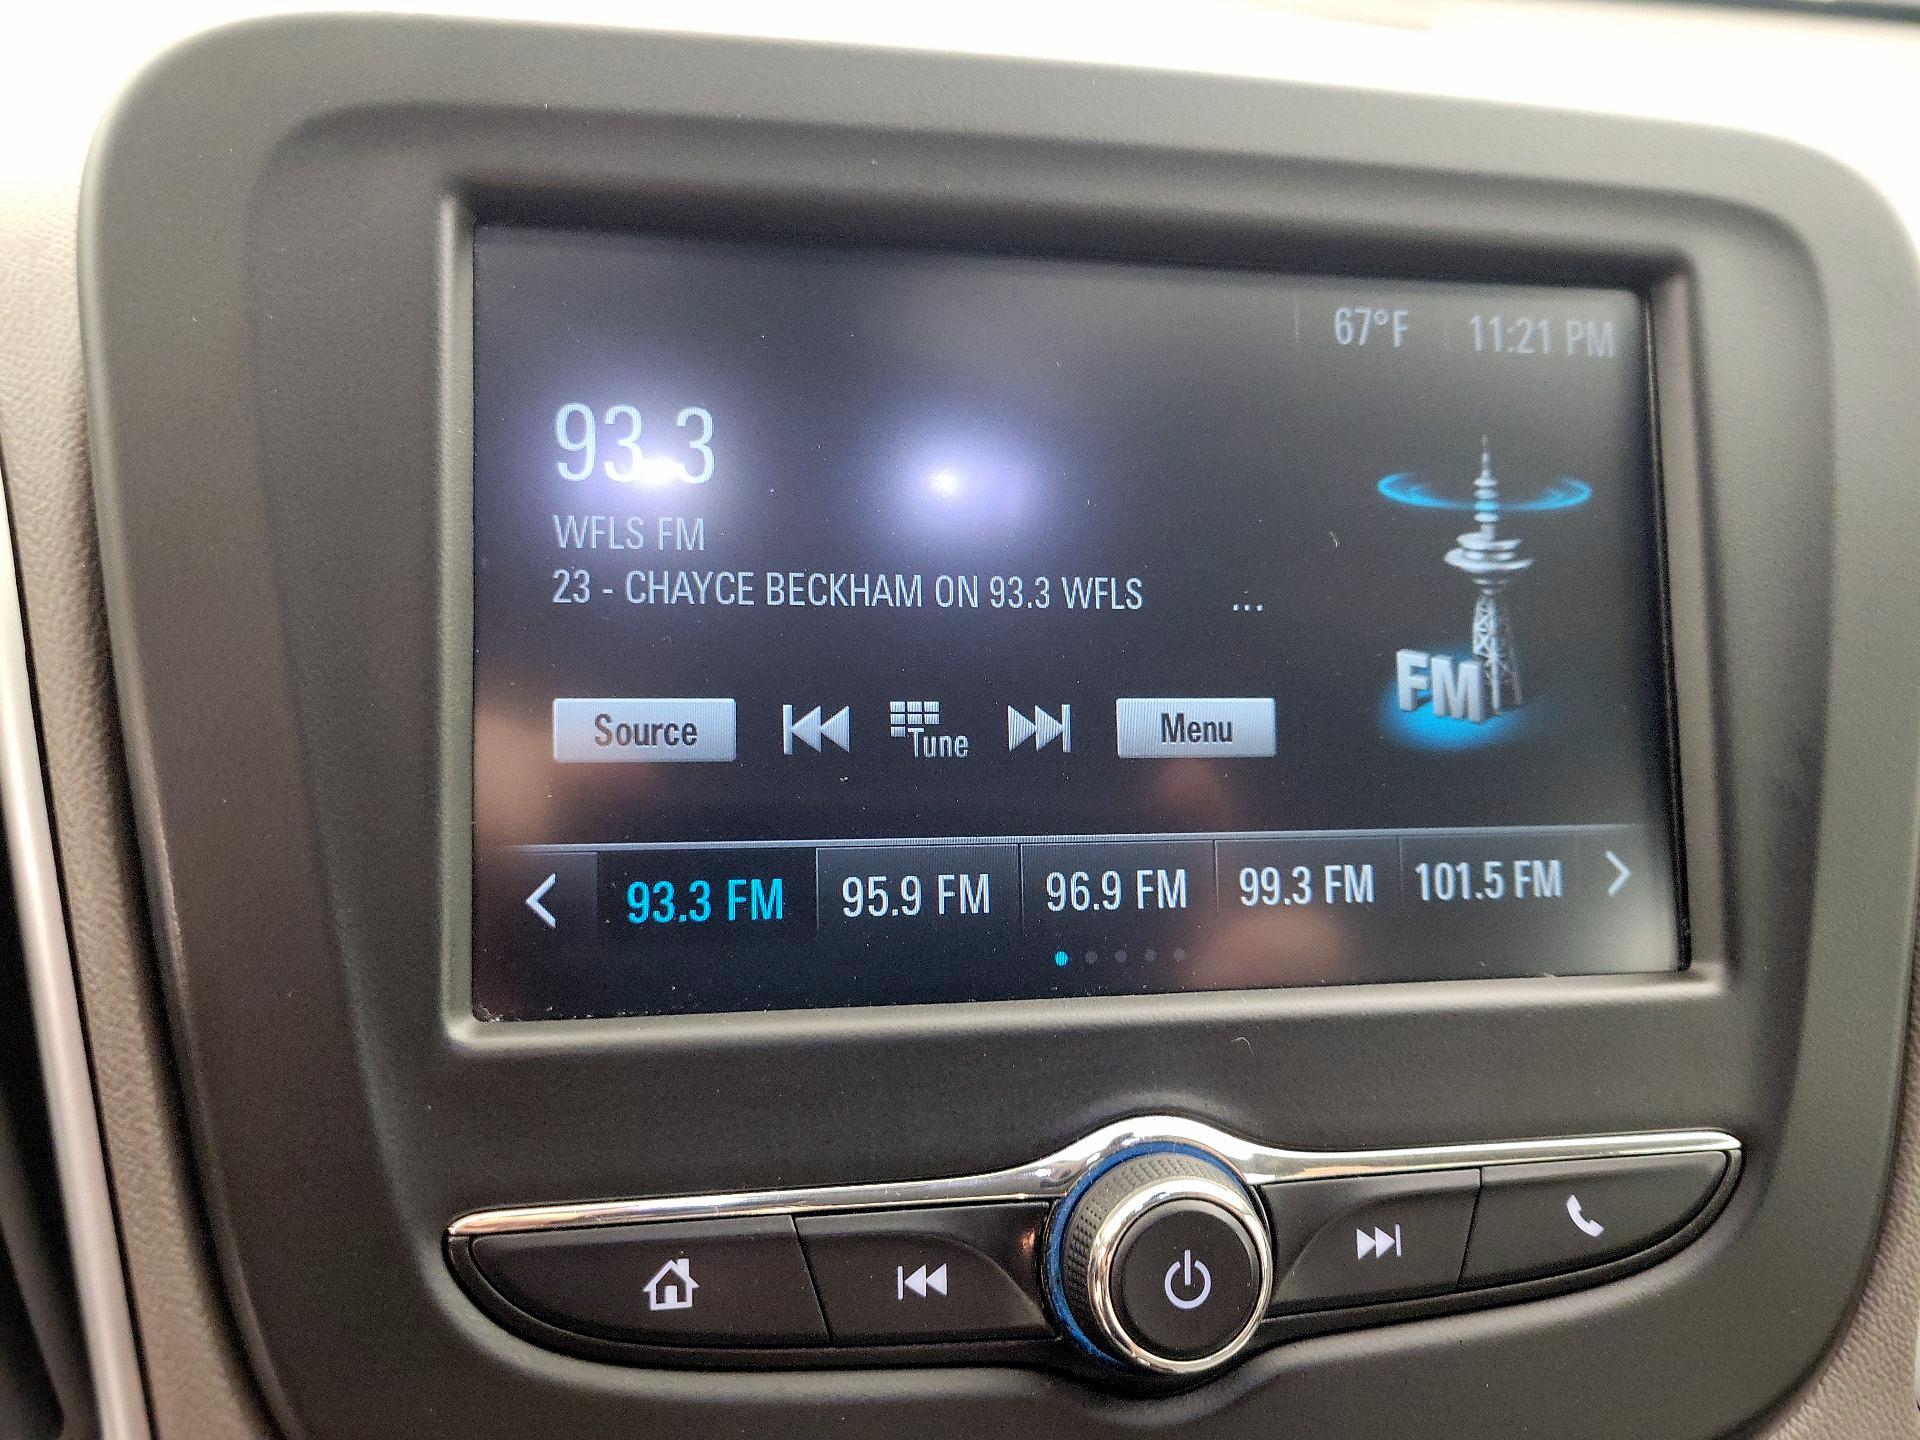 67°F 11:21 PM
93.3
WFLS FM
23 - CHAYCE BECKHAM ON 93.3 WFLS ...
Source Tune Menu
FM
93.3 FM 95.9 FM 96.9 FM 99.3 FM 101.5 FM